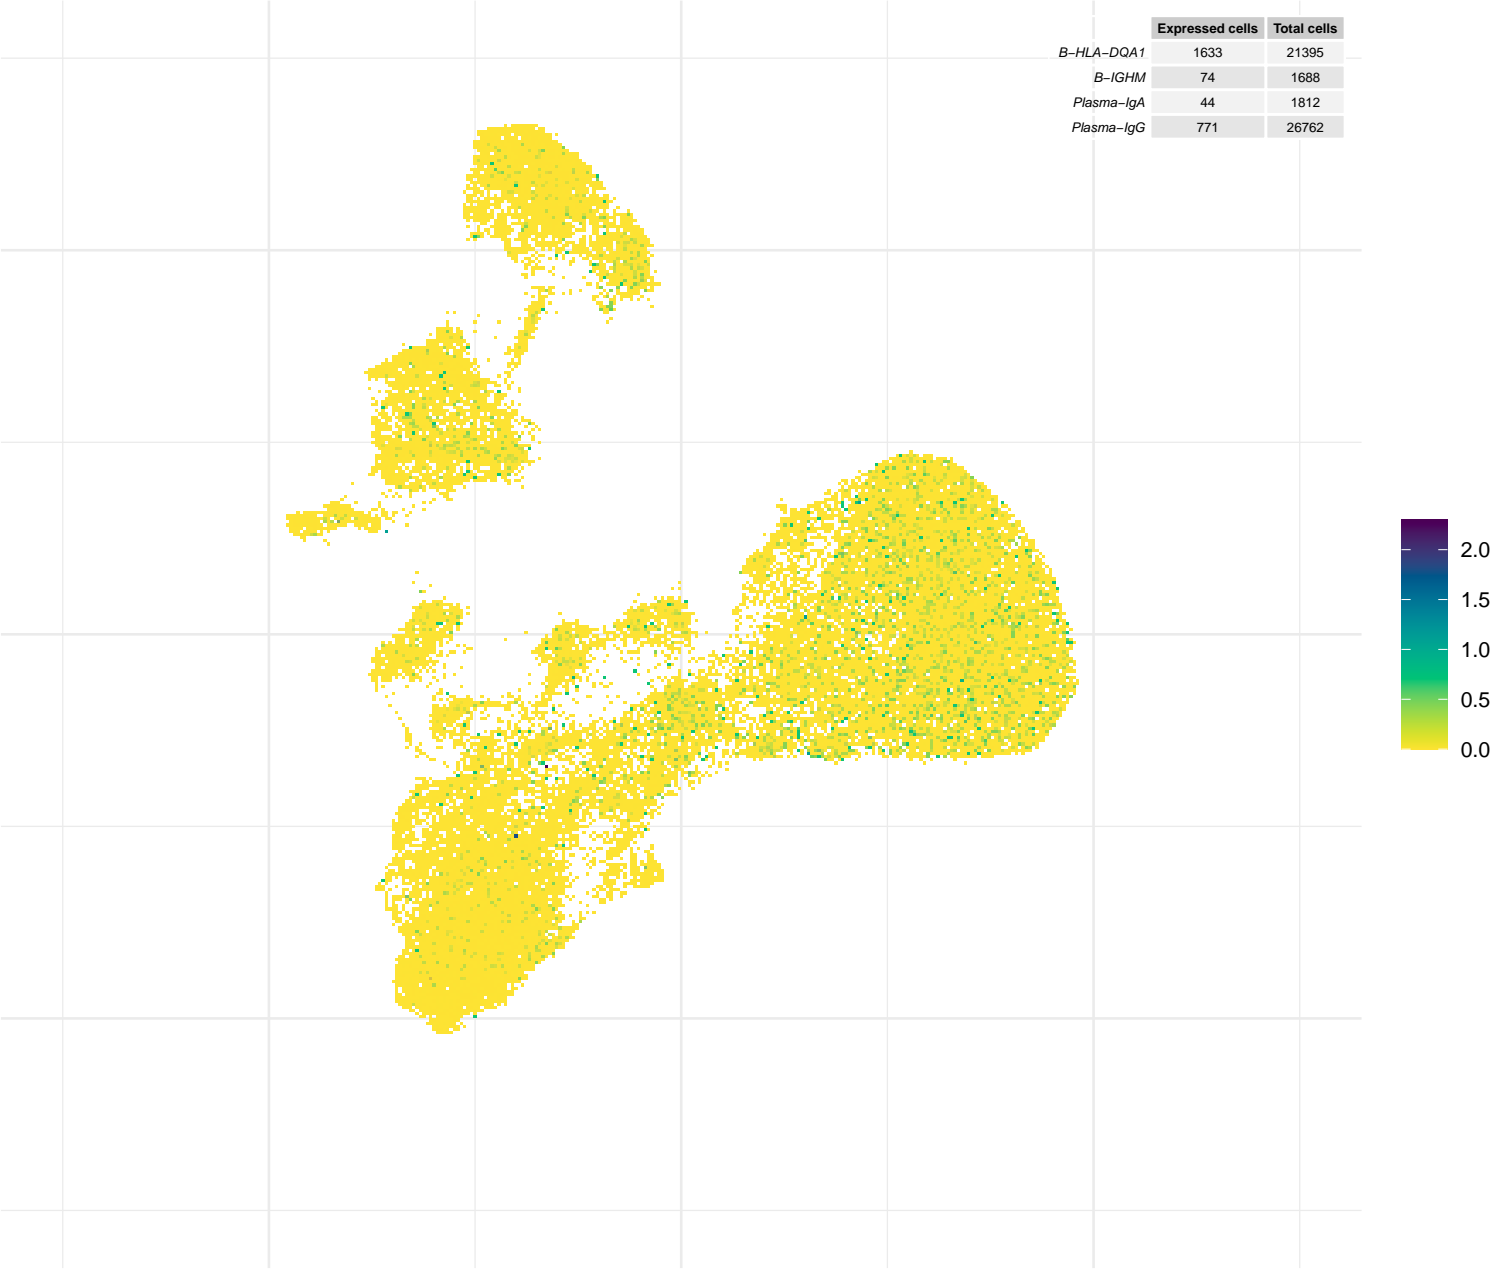 Expressed cells Total cells
B−HLA−DQA1 1633 21395
B−IGHM 74 1688
Plasma−IgA 44 1812
Plasma−IgG 771 26762
2.0
1.5
1.0
0.5
0.0